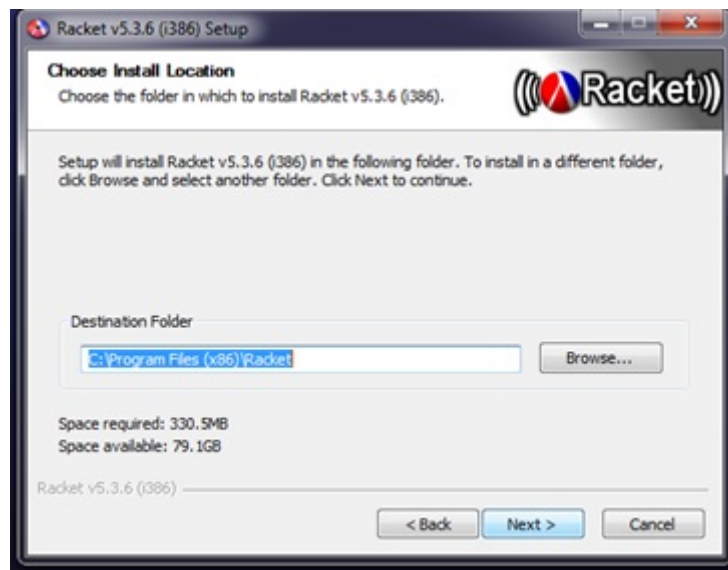 Racket v5.3.6 (i386) Setup
Choose Install Location
Choose the folder in which to install Racket v5.3.6 (i386).
Racket
Setup will install Racket v5.3.6 (i386) in the following folder. To install in a different folder,
click Browse and select another folder. Click Next to continue.
Destination Folder
C:\Program Files (x86)\Racket
Browse...
Space required: 330.5MB
Space available: 79.1GB
Racket v5.3.6 (i386)
< Back
Next >
Cancel